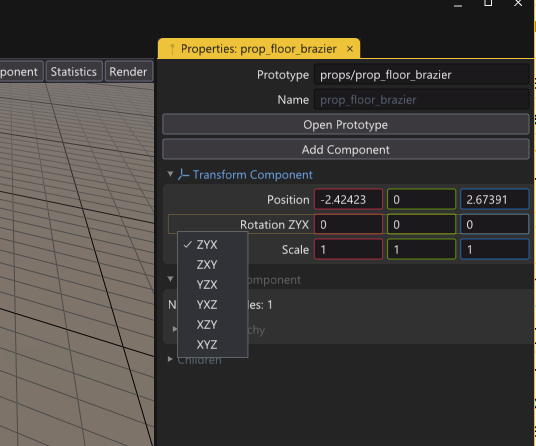 Properties: prop_floor_brazier ×
ponent Statistics Render
Prototype props/prop_floor_brazier
Name prop_floor_brazier
Open Prototype
Add Component
Transform Component
Position -2.42423 0 2.67391
Rotation ZYX 0 0 0
Scale 1 1 1
✓ ZYX
ZXY
YZX
YXZ
XZY
XYZ
omponent
les: 1
chy
Children